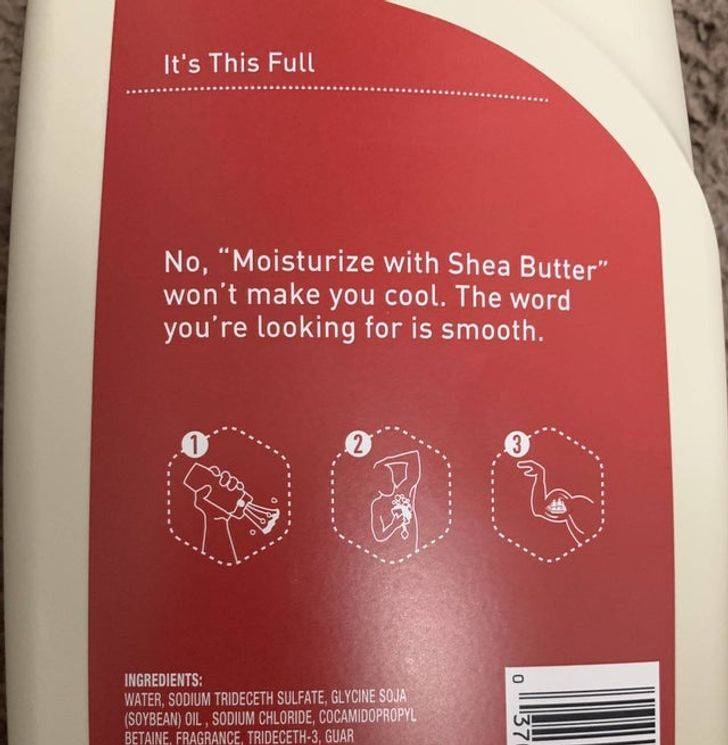 It's This Full
No, “Moisturize with Shea Butter”
won't make you cool. The word
you're looking for is smooth.
1
2
3
INGREDIENTS:
WATER, SODIUM TRIDECETH SULFATE, GLYCINE SOJA
(SOYBEAN) OIL , SODIUM CHLORIDE, COCAMIDOPROPYL
BETAINE, FRAGRANCE, TRIDECETH-3, GUAR
0
37